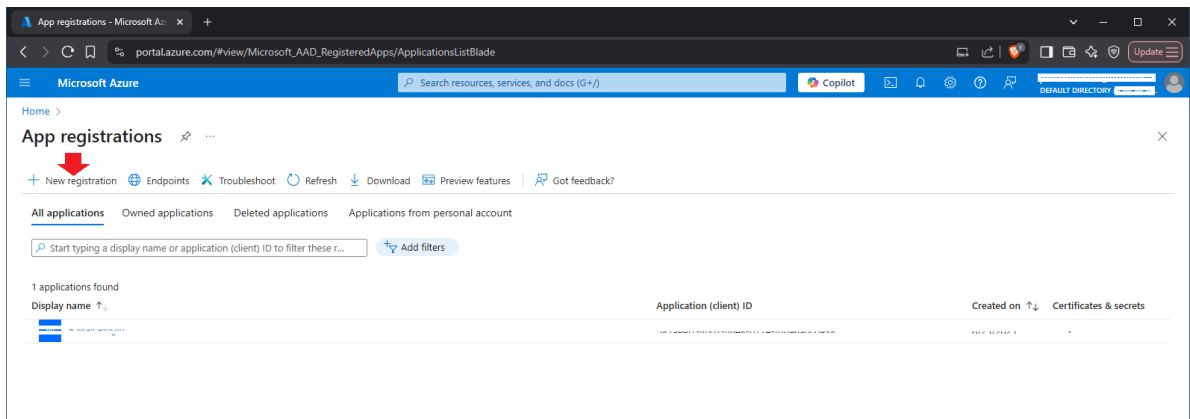 App registrations - Microsoft Az
portal.azure.com/#view/Microsoft_AAD_RegisteredApps/ApplicationsListBlade
Update
Microsoft Azure
Search resources, services, and docs (G+/)
Copilot
DEFAULT DIRECTORY
Home >
App registrations
New registration Endpoints Troubleshoot Refresh Download Preview features Got feedback?
All applications Owned applications Deleted applications Applications from personal account
Start typing a display name or application (client) ID to filter these r...
Add filters
1 applications found
Display name Application (client) ID Created on Certificates & secrets